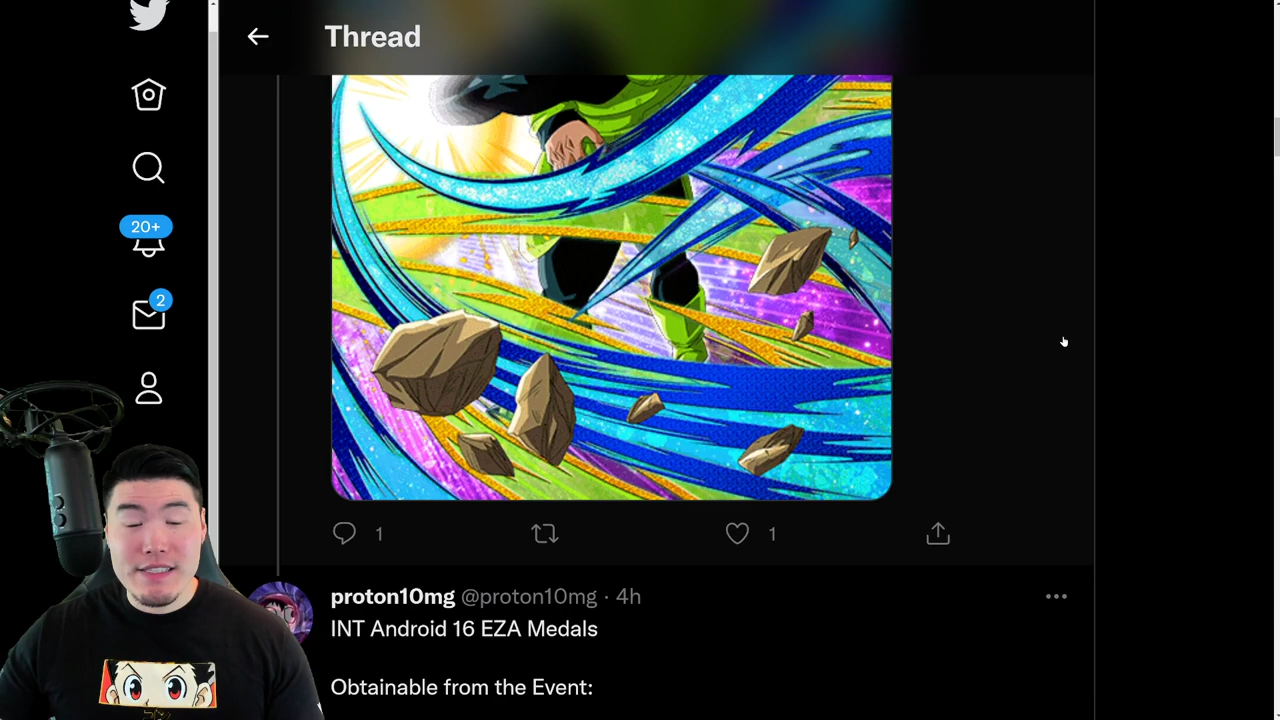 Thread
20+
2
1
1
proton10mg @proton10mg · 4h
INT Android 16 EZA Medals
Obtainable from the Event: